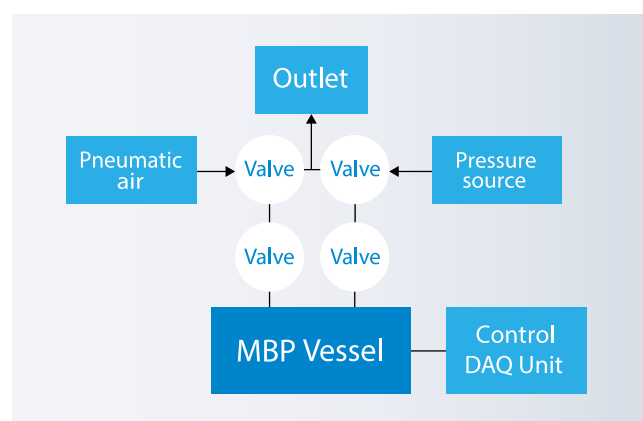 Outlet
Pneumatic
air
Valve
Valve
Pressure
source
Valve
Valve
MBP Vessel
Control
DAQ Unit